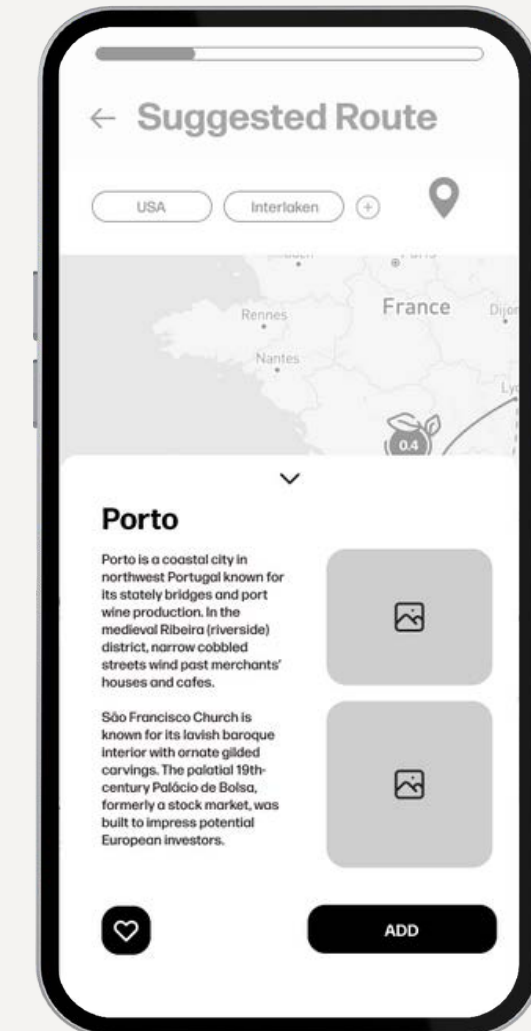 Suggested Route
USA
Interlaken
Rennes
France
Nantes
0.4
Porto
Porto is a coastal city in
northwest Portugal known for
its stately bridges and port
wine production. In the
medieval Ribeira (riverside)
district, narrow cobbled
streets wind past merchants'
houses and cafes.
São Francisco Church is
known for its lavish baroque
interior with ornate gilded
carvings. The palatial 19th-
century Palácio de Bolsa,
formerly a stock market, was
built to impress potential
European investors.
ADD